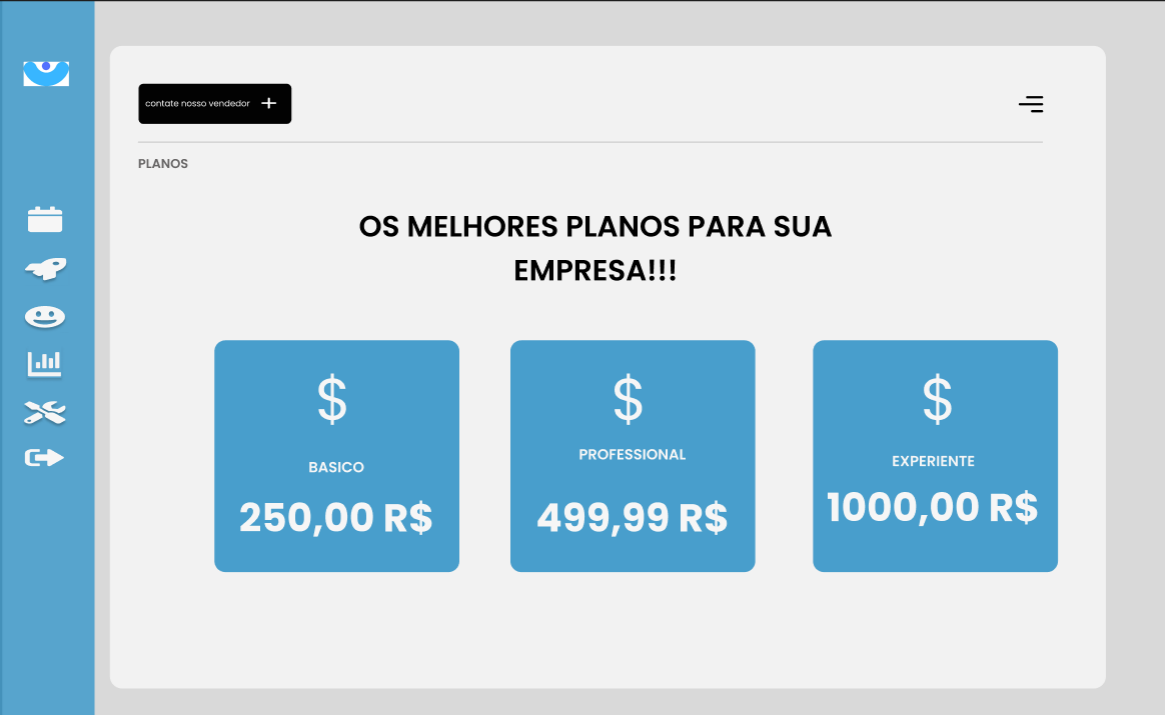 contate nosso vendedor
PLANOS
OS MELHORES PLANOS PARA SUA
EMPRESA!!!
$
BASICO
250,00 R$
$
PROFESSIONAL
499,99 R$
$
EXPERIENTE
1000,00 R$